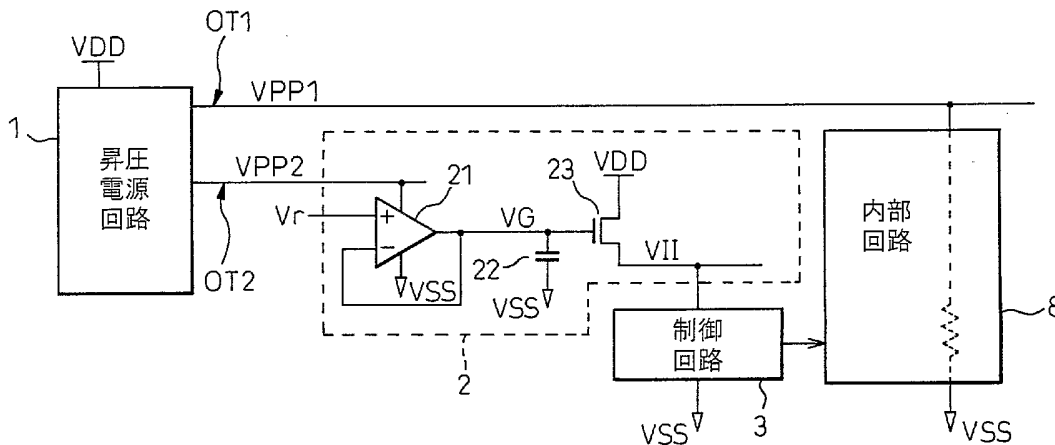 OT1
VDD
VPP1
1
昇圧
電源
回路
VPP2
OT2
21
Vr
+
−
VSS
VG
22
VSS
23
VDD
VII
2
制御
回路
3
VSS
内部
回路
8
VSS